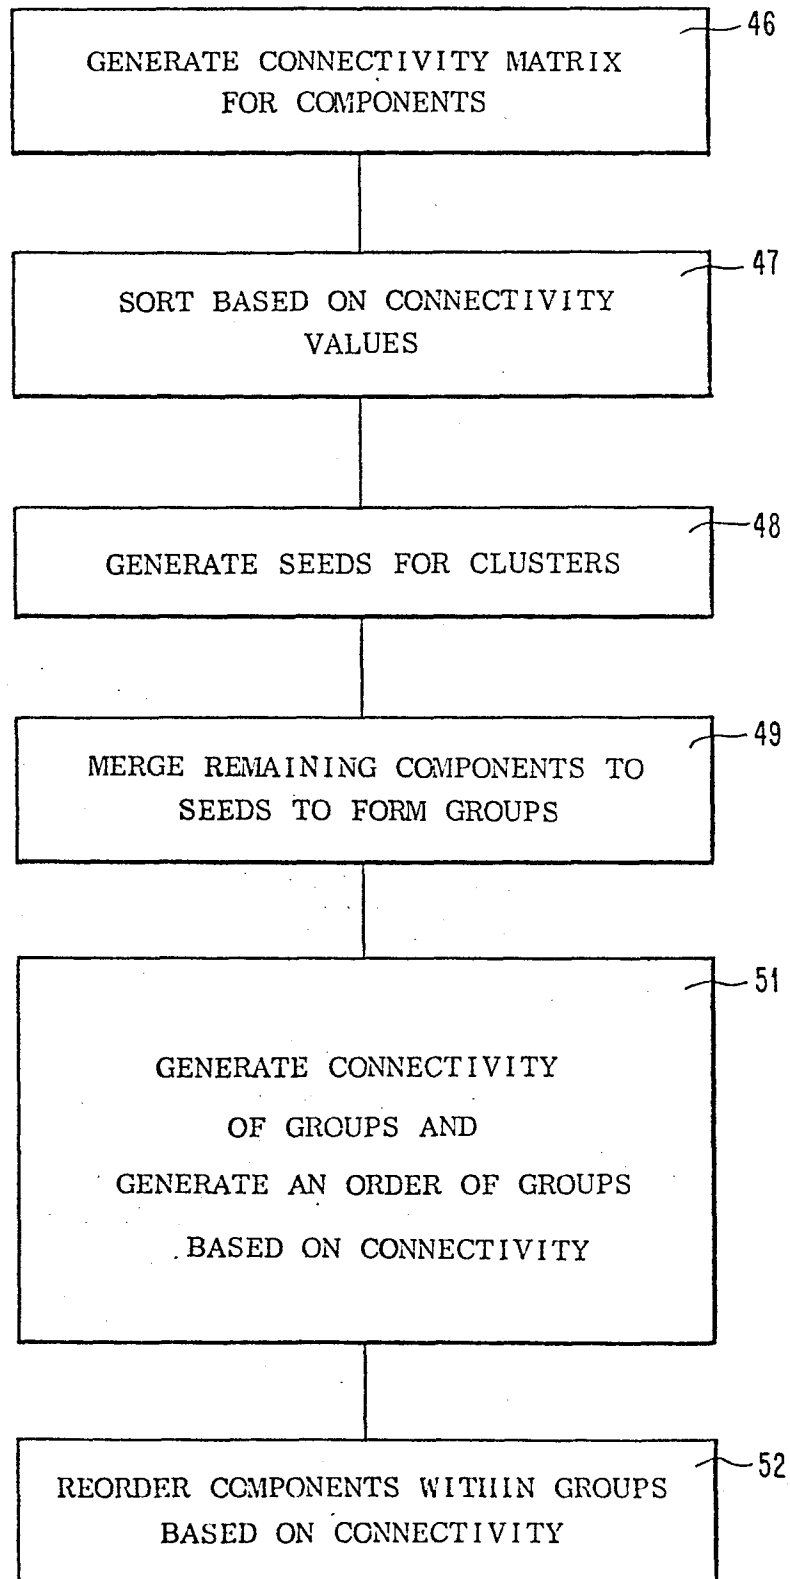 46
GENERATE CONNECTIVITY MATRIX
FOR COMPONENTS
47
SORT BASED ON CONNECTIVITY
VALUES
48
GENERATE SEEDS FOR CLUSTERS
49
MERGE REMAINING COMPONENTS TO
SEEDS TO FORM GROUPS
51
GENERATE CONNECTIVITY
OF GROUPS AND
GENERATE AN ORDER OF GROUPS
BASED ON CONNECTIVITY
52
REORDER COMPONENTS WITHIN GROUPS
BASED ON CONNECTIVITY